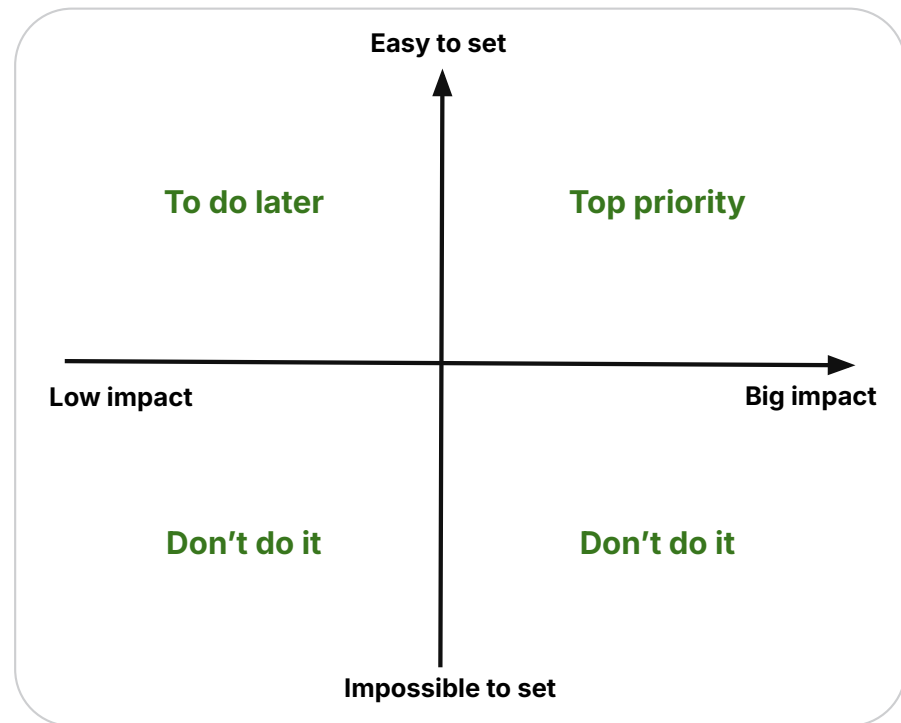 Easy to set
To do later
Top priority
Low impact
Big impact
Don’t do it
Don’t do it
Impossible to set